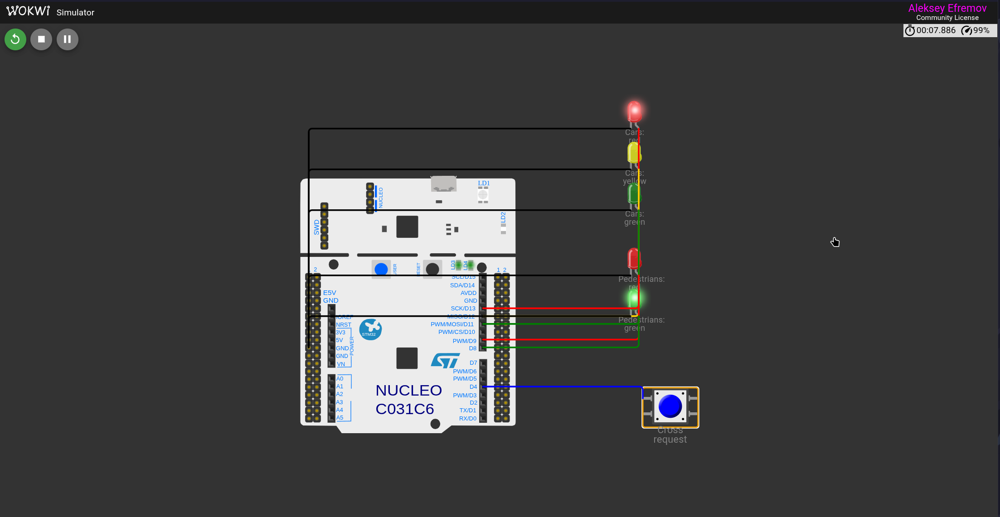 WOKWi Simulator
Aleksey Efremov
Community License
00:07.886 99%
Cars:
red
Cars:
yellow
Cars:
green
Pedestrians:
red
Pedestrians:
green
LD1
NUCLEO
LD2
SWD
USER
RESET
LD3
LD4
2
1 2
SCL/D15
SDA/D14
AVDD
GND
SCK/D13
MISO/D12
PWM/MOSI/D11
PWM/CS/D10
PWM/D9
D8
E5V
GND
IOREF
NRST
3V3
5V
GND
GND
VN
POWER
STM32
ST
A0
A1
A2
A3
A4
A5
D7
PWM/D6
PWM/D5
D4
PWM/D3
D2
TX/D1
RX/D0
NUCLEO
C031C6
Cross
request